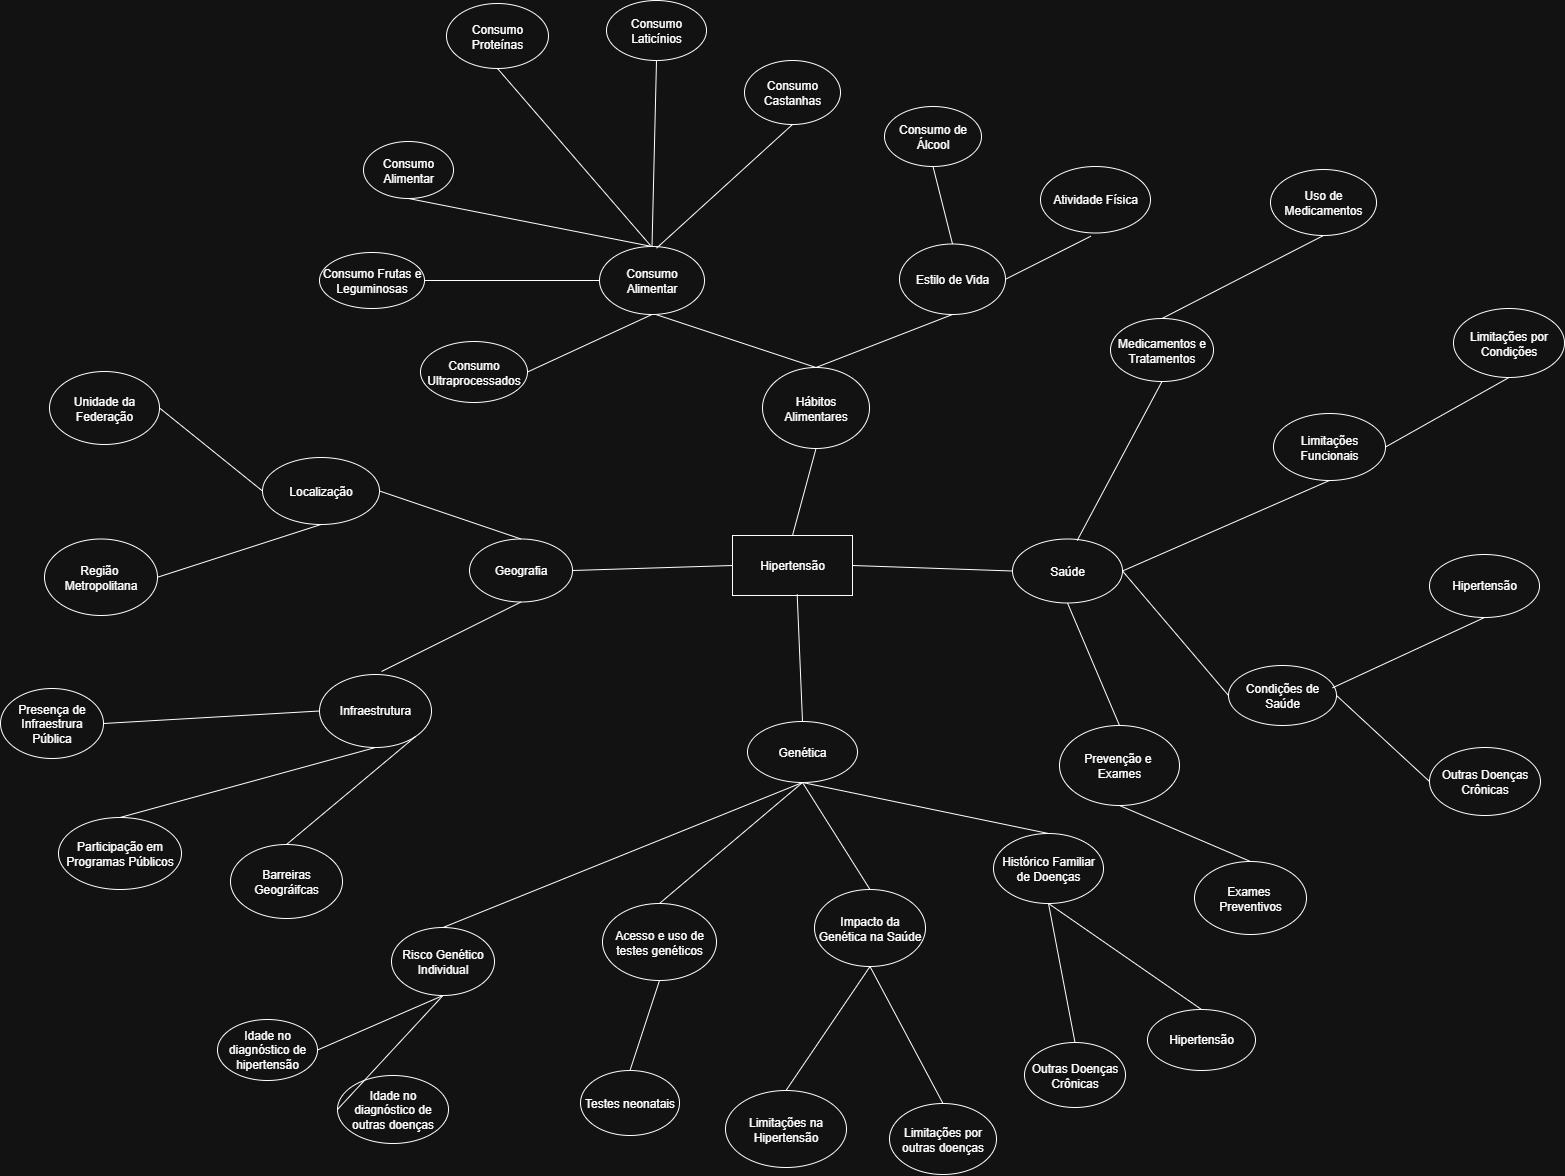 Consumo
Proteínas
Consumo
Laticínios
Consumo
Castanhas
Consumo de
Álcool
Consumo
Alimentar
Atividade Física
Uso de
Medicamentos
Consumo Frutas e
Leguminosas
Consumo
Alimentar
Estilo de Vida
Medicamentos e
Tratamentos
Limitações por
Condições
Consumo
Ultraprocessados
Unidade da
Federação
Hábitos
Alimentares
Limitações
Funcionais
Localização
Região
Metropolitana
Geografia
Hipertensão
Saúde
Hipertensão
Condições de
Saúde
Presença de
Infraestrura
Pública
Infraestrutura
Genética
Prevenção e
Exames
Outras Doenças
Crônicas
Participação em
Programas Públicos
Barreiras
Geográifcas
Histórico Familiar
de Doenças
Exames
Preventivos
Risco Genético
Individual
Acesso e uso de
testes genéticos
Impacto da
Genética na Saúde
Idade no
diagnóstico de
hipertensão
Hipertensão
Outras Doenças
Crônicas
Idade no
diagnóstico de
outras doenças
Testes neonatais
Limitações na
Hipertensão
Limitações por
outras doenças